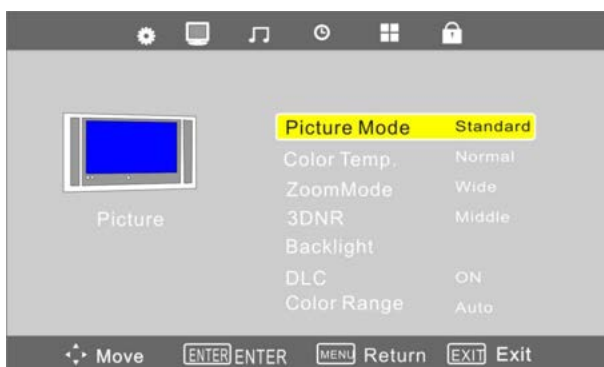 Picture Mode Standard
Color Temp. Normal
ZoomMode Wide
3DNR Middle
Picture
Backlight
DLC ON
Color Range Auto
Move ENTER ENTER MENU Return EXIT Exit